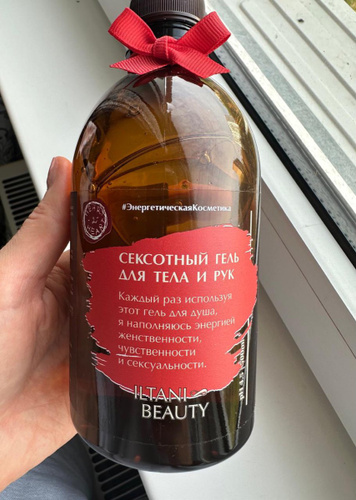 #ЭнергетическаяКосметика
СЕКСОТНЫЙ ГЕЛЬ
ДЛЯ ТЕЛА И РУК
Каждый раз используя
этот гель для душа,
я наполняюсь энергией
женственности,
чувственности
и сексуальности.
ILTANI
BEAUTY